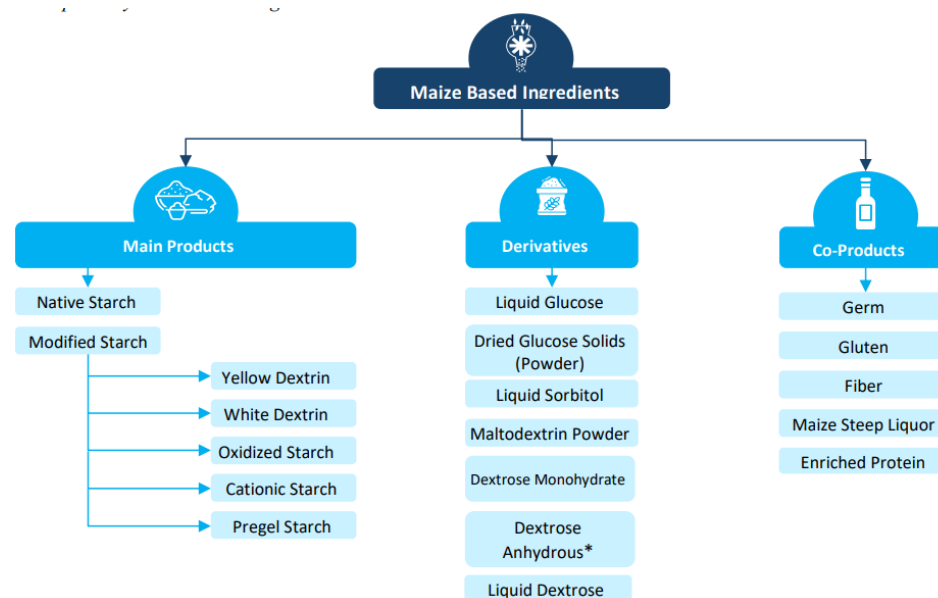 Maize Based Ingredients
Main Products
Native Starch
Modified Starch
Yellow Dextrin
White Dextrin
Oxidized Starch
Cationic Starch
Pregel Starch
Derivatives
Liquid Glucose
Dried Glucose Solids
(Powder)
Liquid Sorbitol
Maltodextrin Powder
Dextrose Monohydrate
Dextrose
Anhydrous*
Liquid Dextrose
Co-Products
Germ
Gluten
Fiber
Maize Steep Liquor
Enriched Protein